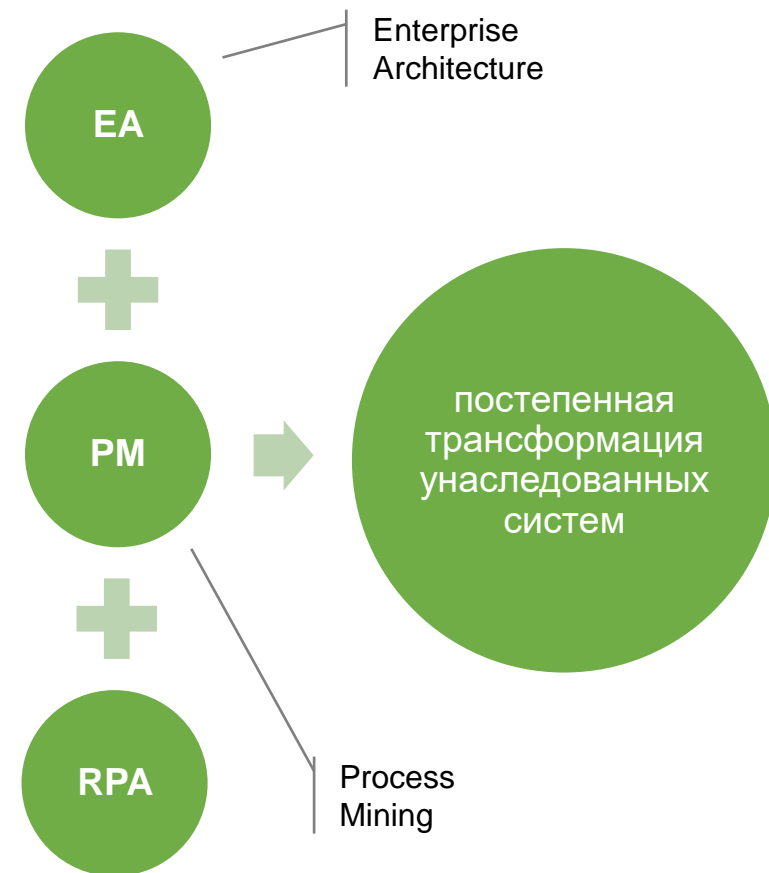 Enterprise
Architecture
EA
PM
постепенная
трансформация
унаследованных
систем
RPA
Process
Mining